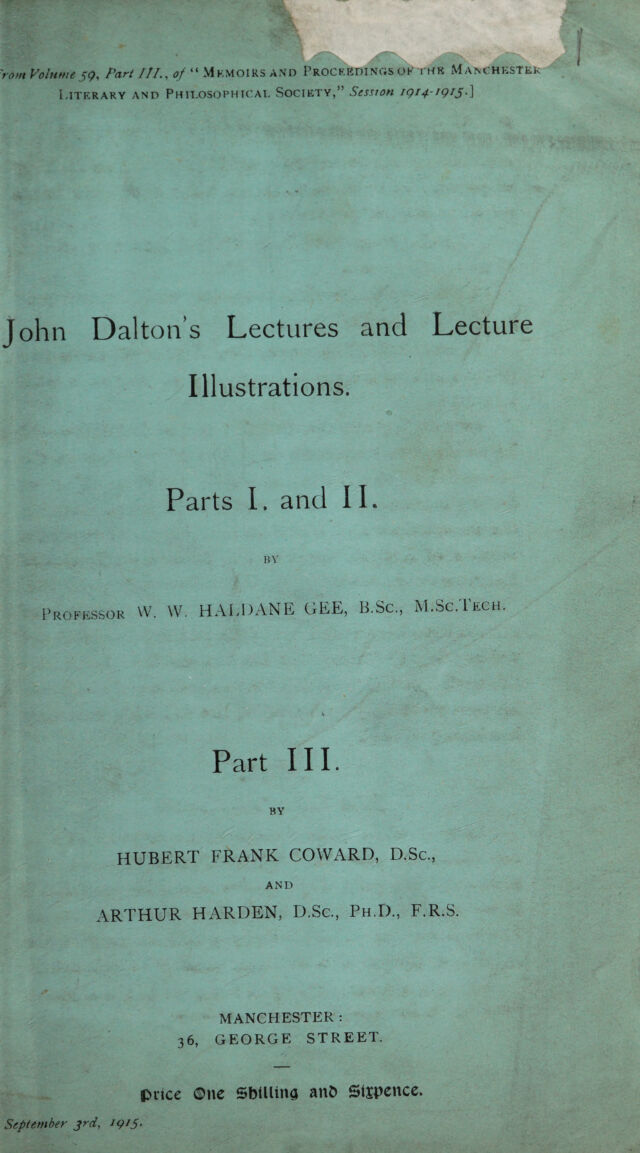 From Volume 59, Part III., of “MEMOIRS AND PROCEEDINGS OF THE MANCHESTER
LITERARY AND PHILOSOPHICAL SOCIETY,” Session 1914-1915.]
John Dalton's Lectures and Lecture
Illustrations.
Parts I. and II.
BY
PROFESSOR W. W. HALDANE GEE, B.Sc., M.Sc.TECH.
Part III.
BY
HUBERT FRANK COWARD, D.Sc.,
AND
ARTHUR HARDEN, D.Sc., PH.D., F.R.S.
MANCHESTER:
36, GEORGE STREET.
Price One Shilling and Sixpence.
September 3rd, 1915.